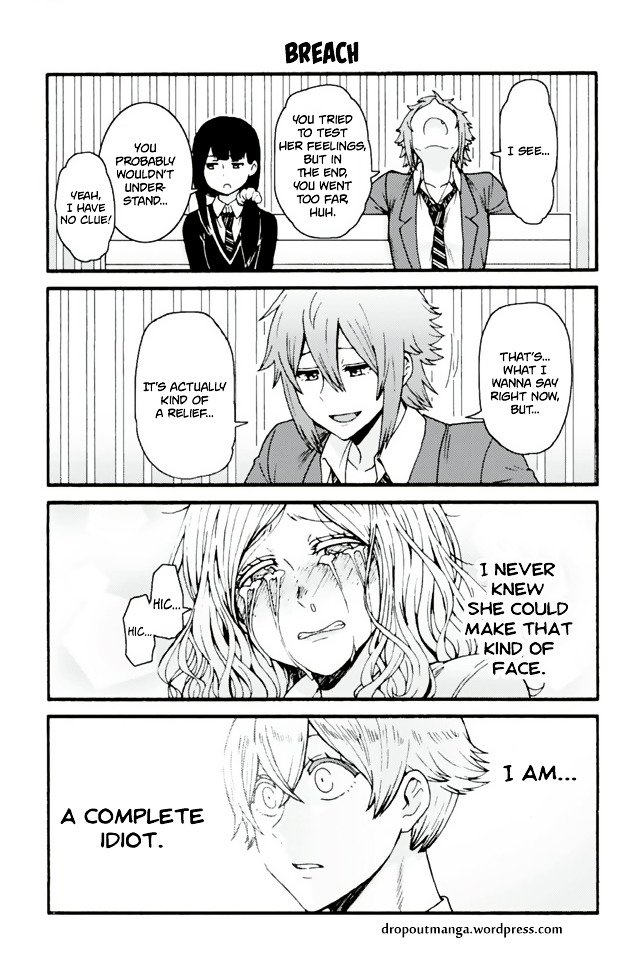 BREACH
I SEE...
YOU TRIED
TO TEST
HER FEELINGS,
BUT IN
THE END,
YOU WENT
TOO FAR,
HUH.
YOU
PROBABLY
WOULDN'T
UNDER-
STAND...
YEAH,
I HAVE
NO CLUE!
THAT'S...
WHAT I
WANNA SAY
RIGHT NOW,
BUT...
IT'S ACTUALLY
KIND OF
A RELIEF...
I NEVER
KNEW
SHE COULD
MAKE THAT
KIND OF
FACE.
HIC...
HIC...
I AM...
A COMPLETE
IDIOT.
dropoutmanga.wordpress.com